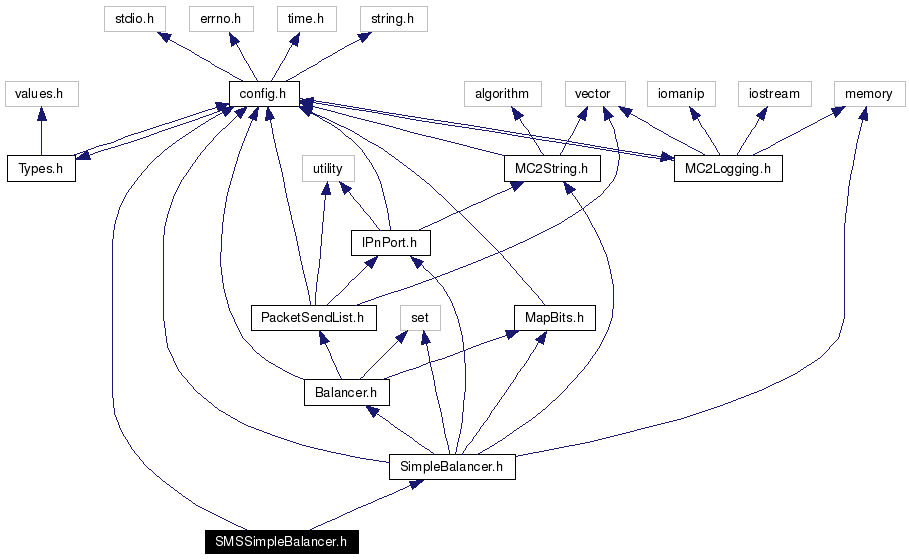 stdio.h
errno.h
time.h
string.h
values.h
config.h
algorithm
vector
iomanip
iostream
memory
Types.h
utility
MC2String.h
MC2Logging.h
IPnPort.h
PacketSendList.h
set
MapBits.h
Balancer.h
SimpleBalancer.h
SMSSimpleBalancer.h